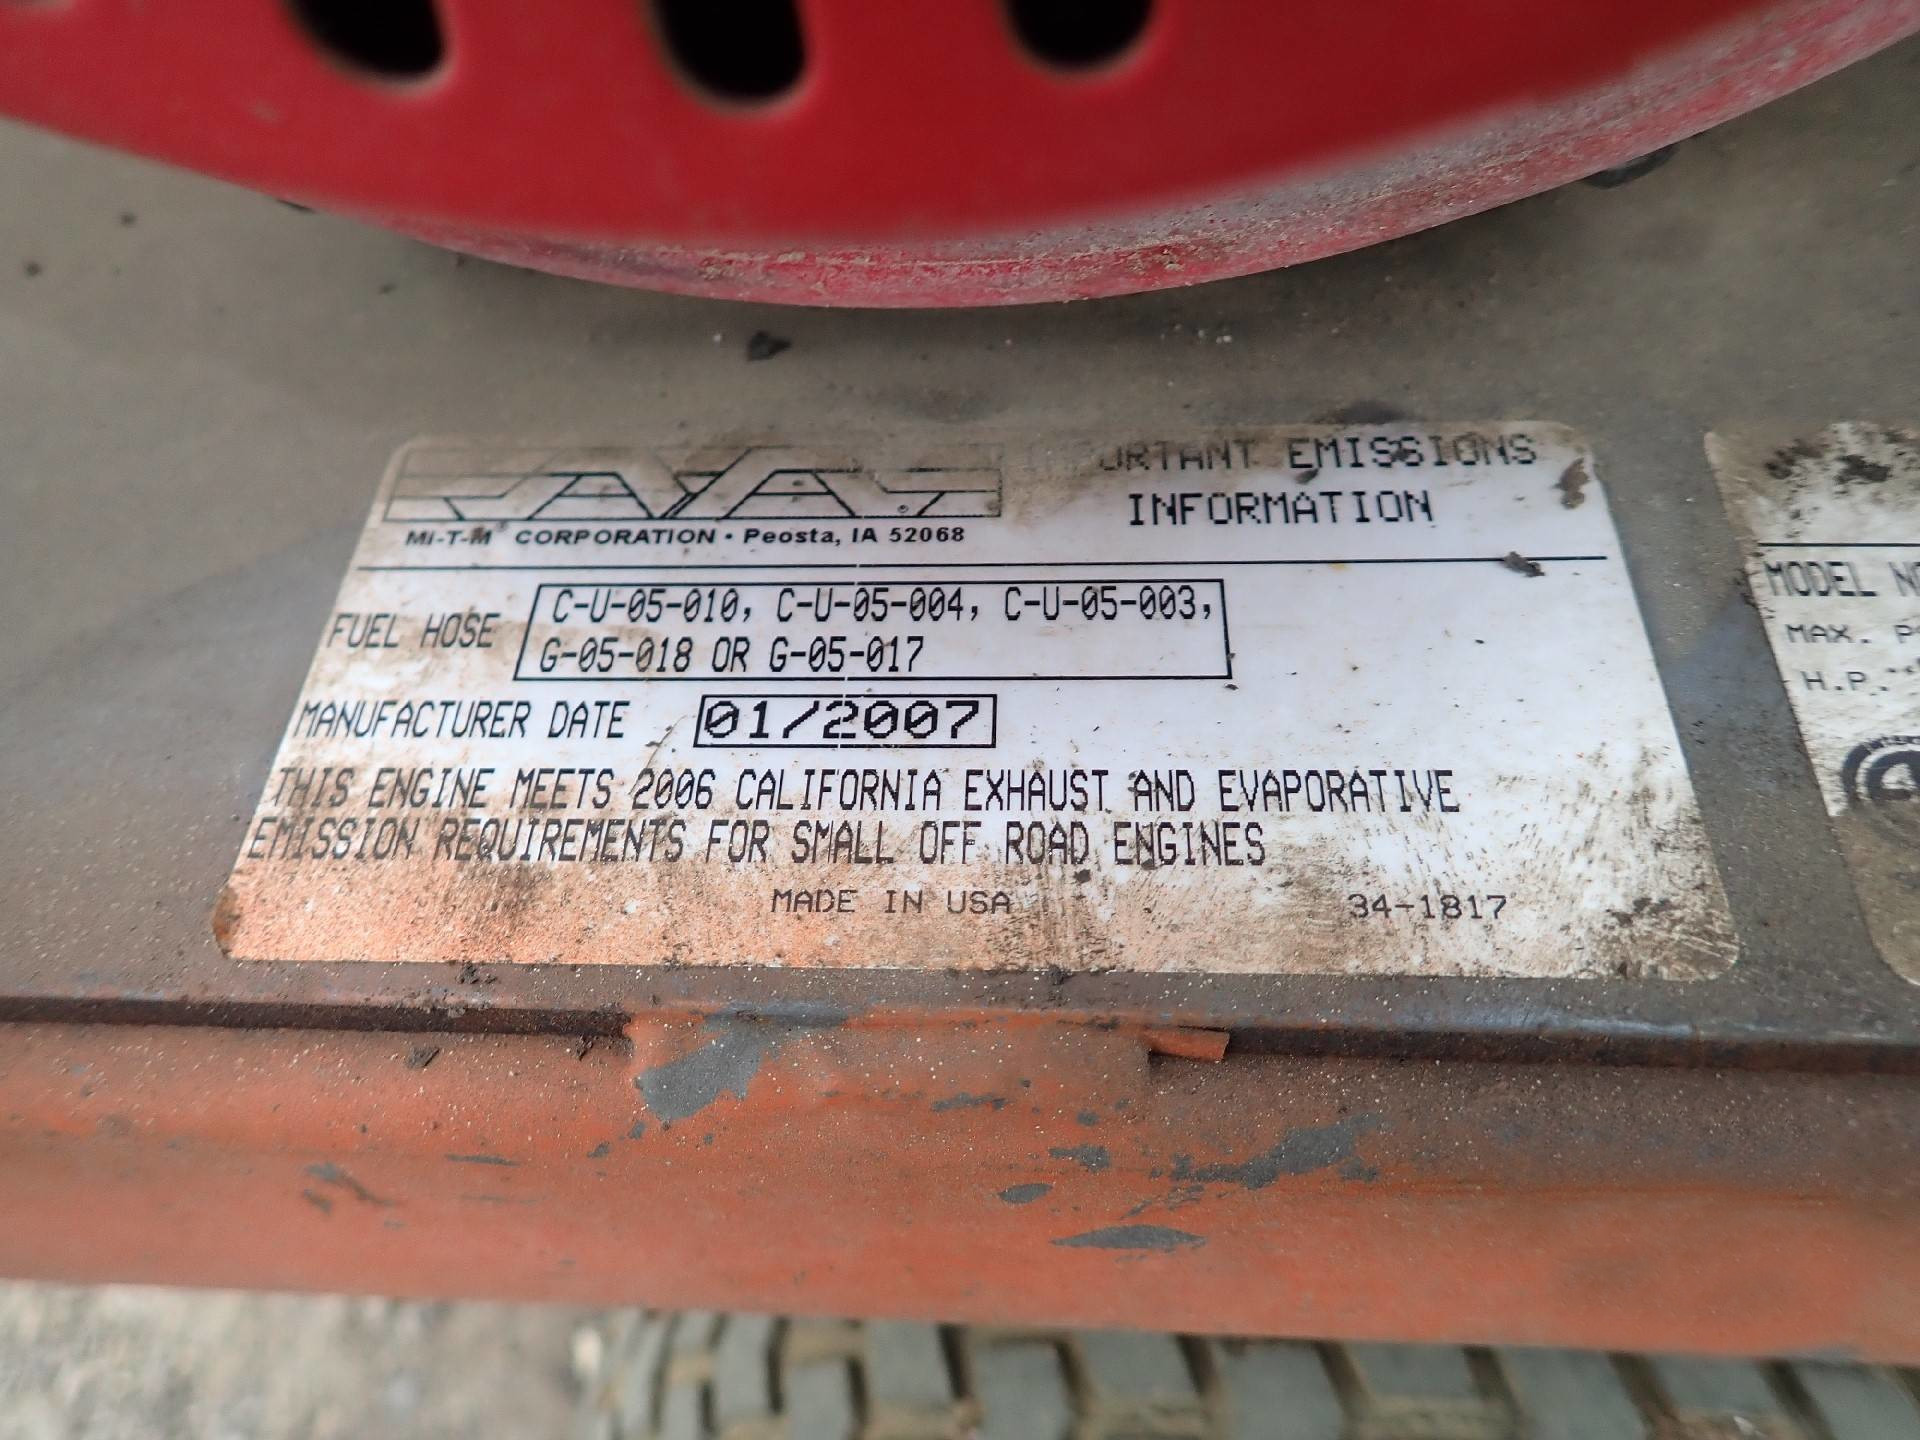 IMPORTANT EMISSIONS
INFORMATION
Mi-T-M® CORPORATION • Peosta, IA 52068
FUEL HOSE
C-U-05-010, C-U-05-004, C-U-05-003,
G-05-018 OR G-05-017
MANUFACTURER DATE 01/2007
THIS ENGINE MEETS 2006 CALIFORNIA EXHAUST AND EVAPORATIVE
EMISSION REQUIREMENTS FOR SMALL OFF ROAD ENGINES
MADE IN USA 34-1817
MODEL
MAX.
H.P.